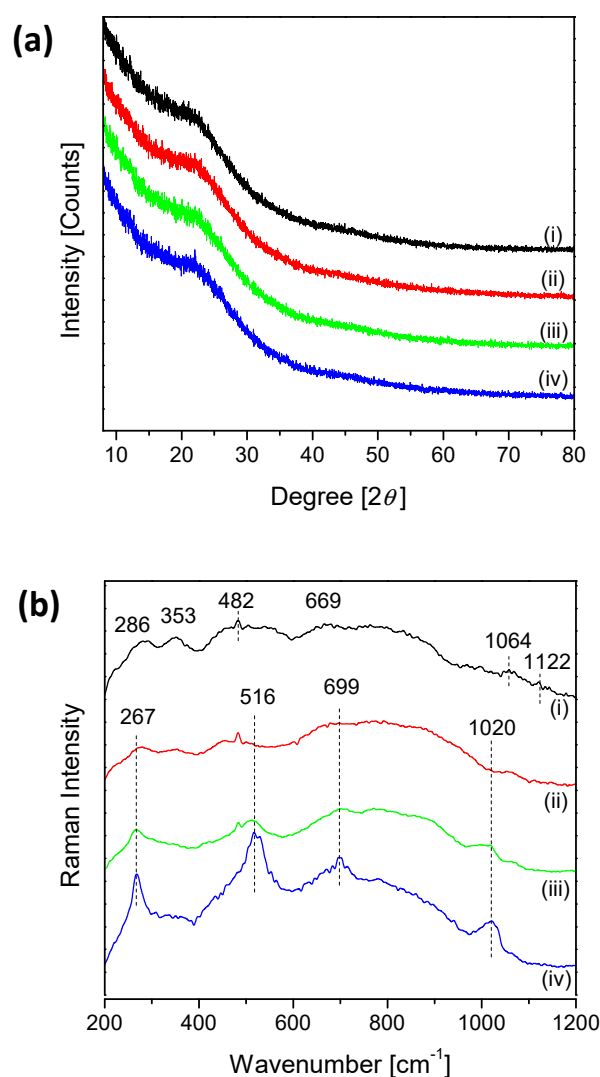 (a)
Intensity [Counts]
(i)
(ii)
(iii)
(iv)
10 20 30 40 50 60 70 80
Degree [2θ]
(b)
Raman Intensity
286 353 482 669 1064 1122
(i)
267 516 699 1020
(ii)
(iii)
(iv)
200 400 600 800 1000 1200
Wavenumber [cm⁻¹]